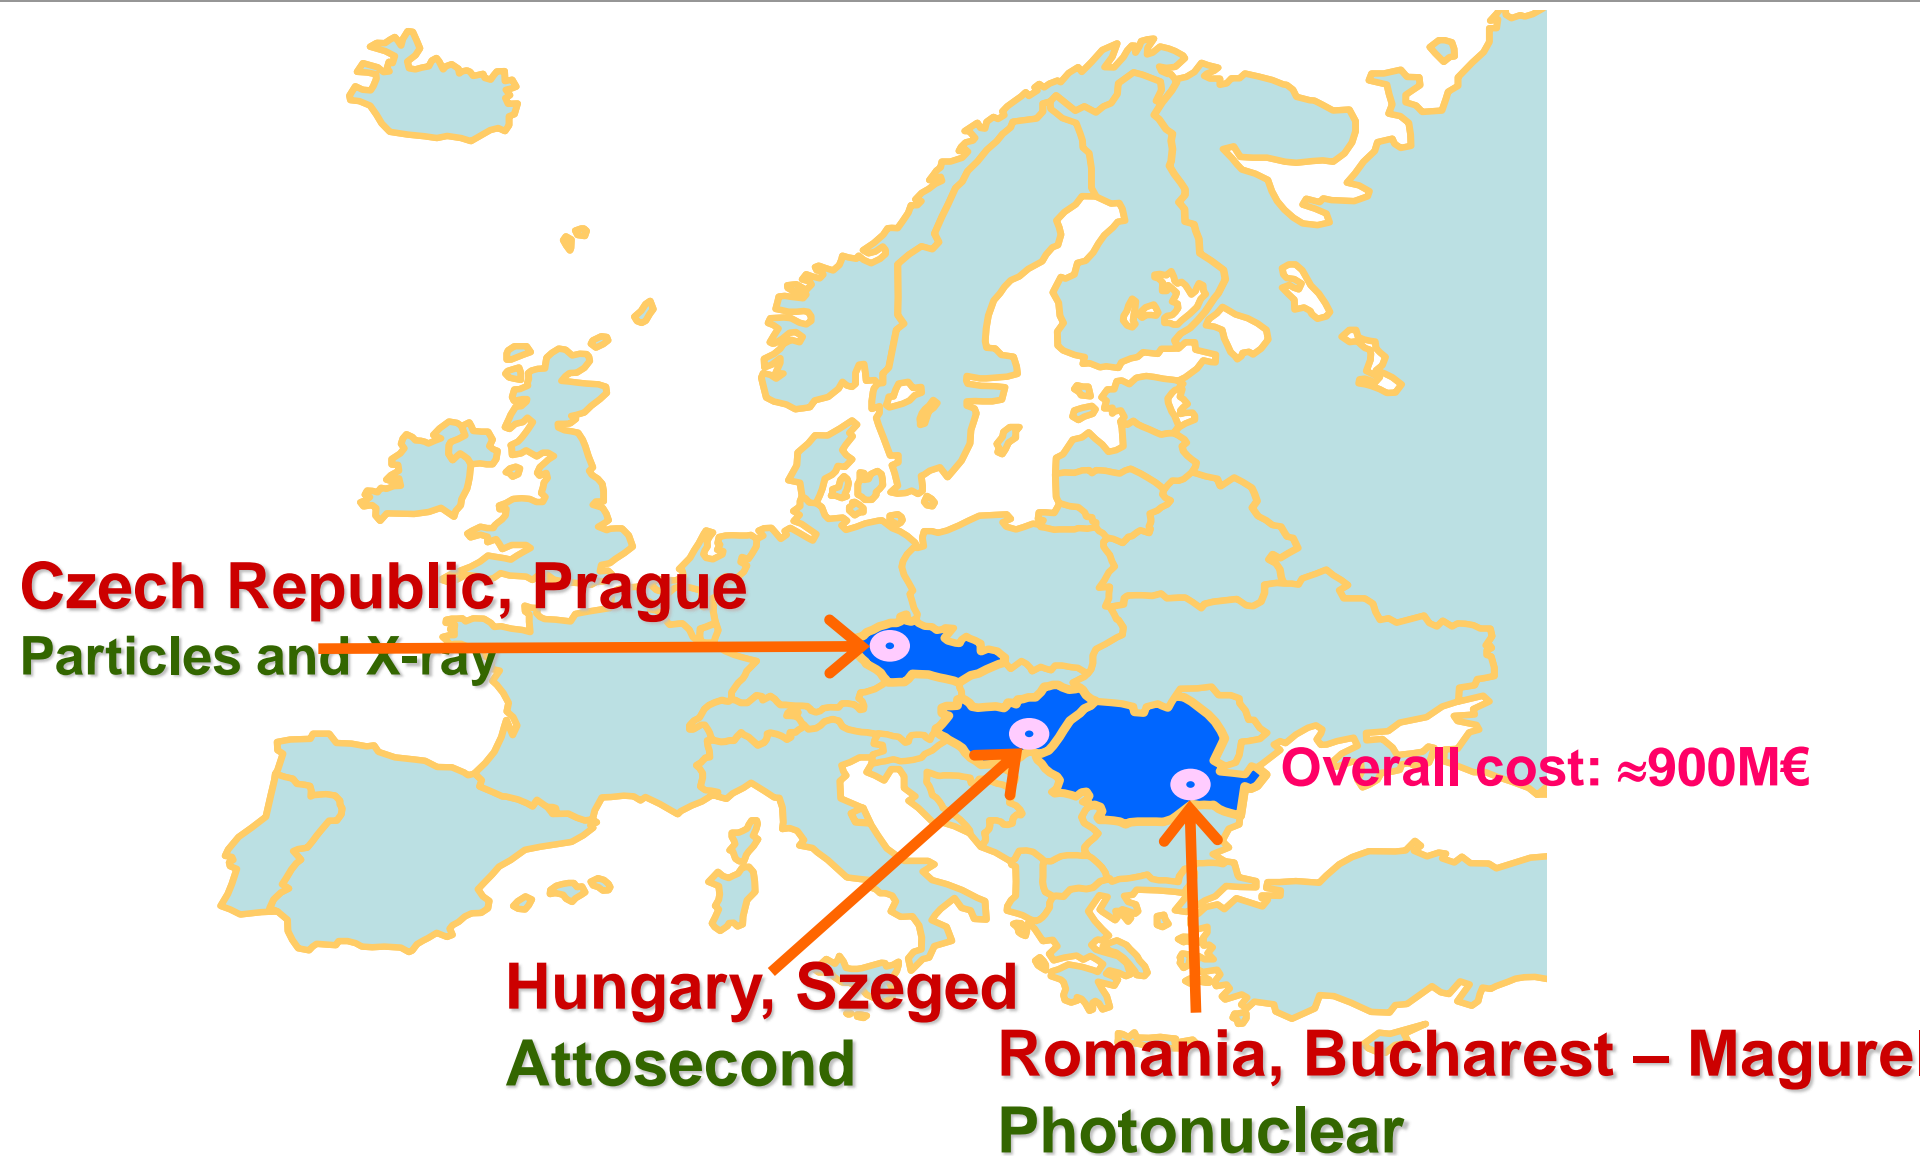 Czech Republic, Prague
Particles and X-ray
Overall cost: ≈900M€
Hungary, Szeged
Attosecond
Romania, Bucharest – Magurel
Photonuclear